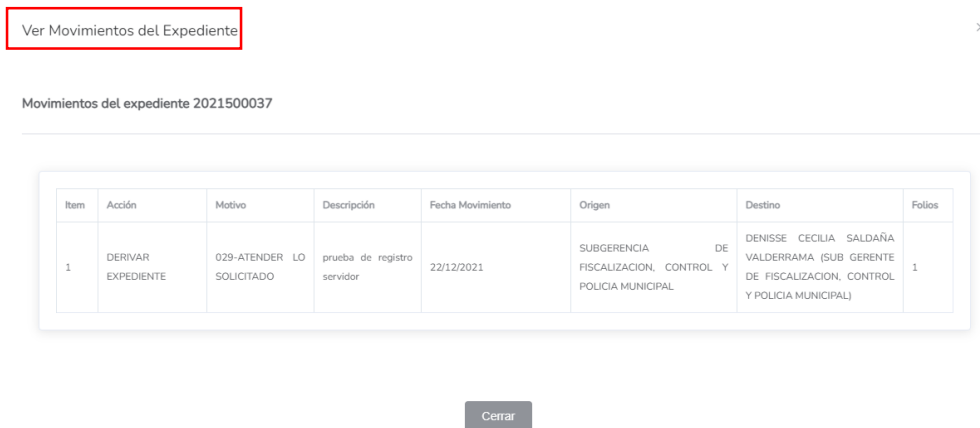 Ver Movimientos del Expediente
×
Movimientos del expediente 2021500037
Item Acción Motivo Descripción Fecha Movimiento Origen Destino Folios
1
DERIVAR
EXPEDIENTE
029-ATENDER LO
SOLICITADO
prueba de registro
servidor
22/12/2021
SUBGERENCIA DE
FISCALIZACION, CONTROL Y
POLICIA MUNICIPAL
DENISSE CECILIA SALDAÑA
VALDERRAMA (SUB GERENTE
DE FISCALIZACION, CONTROL
Y POLICIA MUNICIPAL)
1
Cerrar